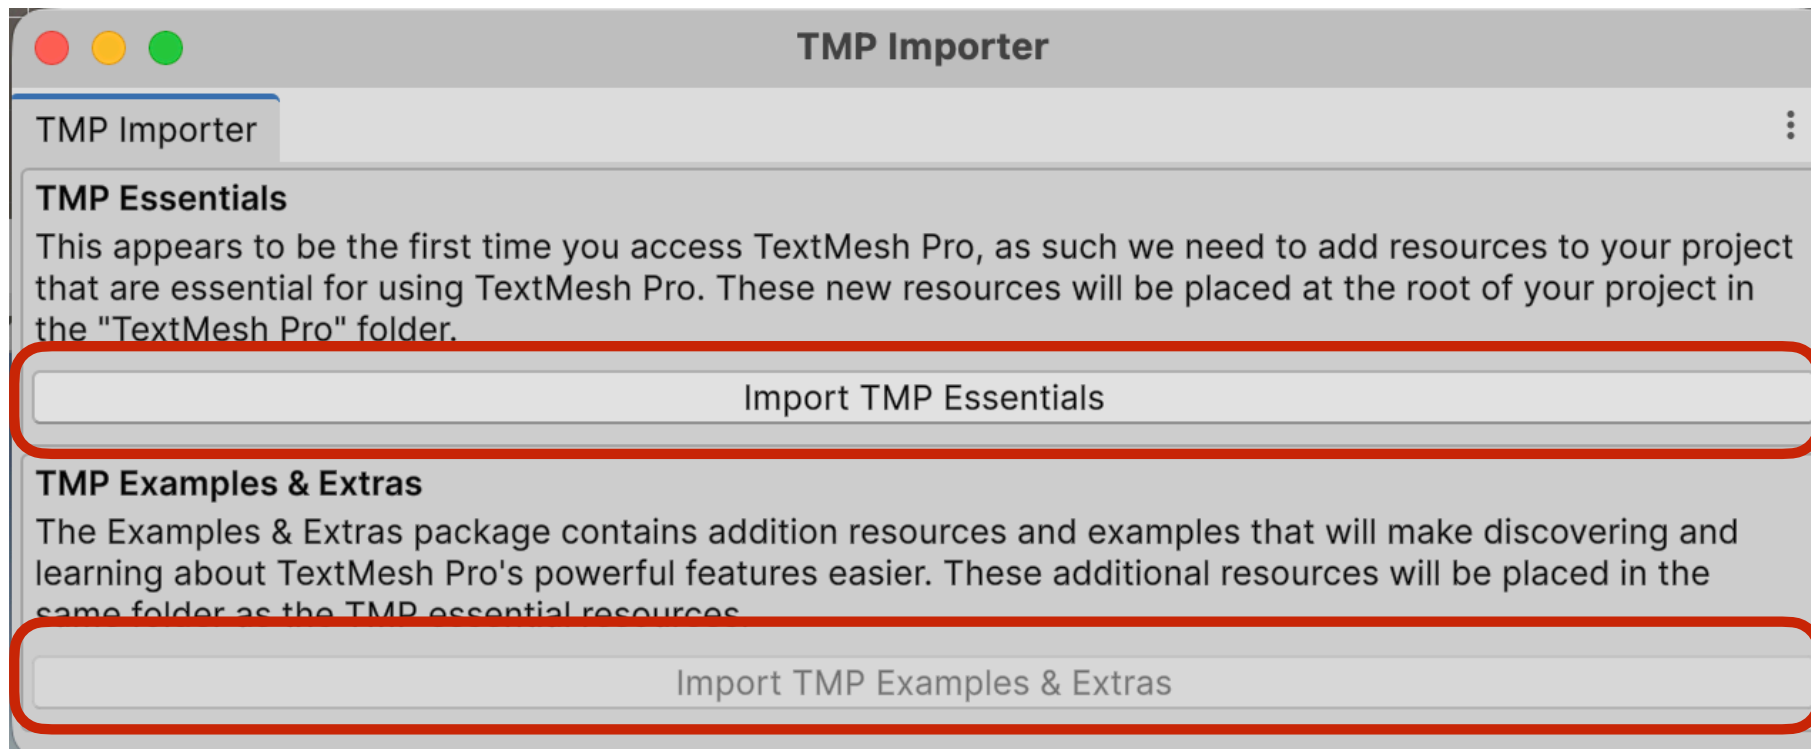 TMP Importer
TMP Importer
TMP Essentials
This appears to be the first time you access TextMesh Pro, as such we need to add resources to your project
that are essential for using TextMesh Pro. These new resources will be placed at the root of your project in
the "TextMesh Pro" folder.
Import TMP Essentials
TMP Examples & Extras
The Examples & Extras package contains addition resources and examples that will make discovering and
learning about TextMesh Pro's powerful features easier. These additional resources will be placed in the
same folder as the TMP essential resources.
Import TMP Examples & Extras